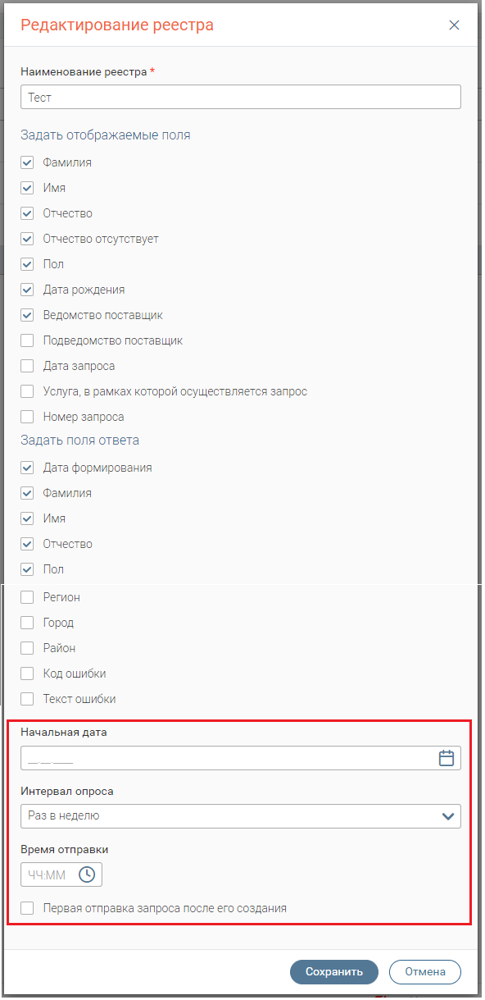 Редактирование реестра
Наименование реестра *
Тест
Задать отображаемые поля
Фамилия
Имя
Отчество
Отчество отсутствует
Пол
Дата рождения
Ведомство поставщик
Подведомство поставщик
Дата запроса
Услуга, в рамках которой осуществляется запрос
Номер запроса
Задать поля ответа
Дата формирования
Фамилия
Имя
Отчество
Пол
Регион
Город
Район
Код ошибки
Текст ошибки
Начальная дата
__.__.____
Интервал опроса
Раз в неделю
Время отправки
ЧЧ:ММ
Первая отправка запроса после его создания
Сохранить
Отмена